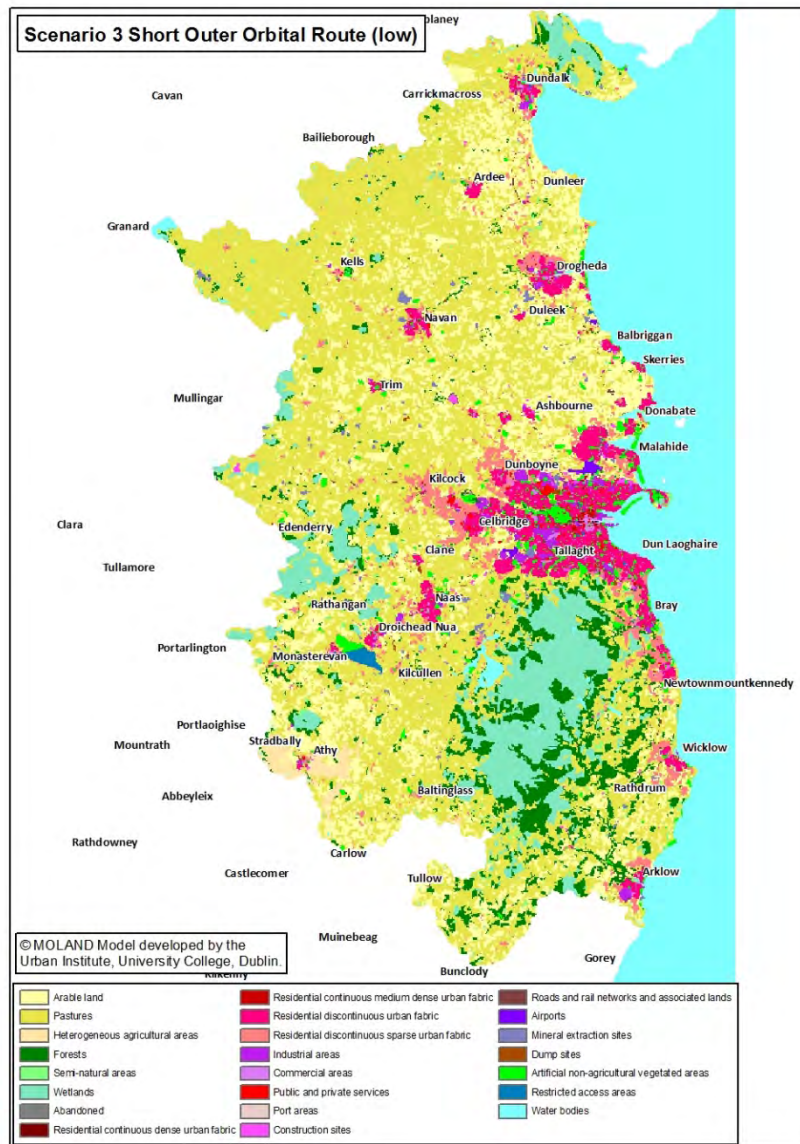 Scenario 3 Short Outer Orbital Route (low)
Dundalk
Carrickmacross
Cavan
Bailieborough
Ardee
Dunleer
Granard
Kells
Drogheda
Navan
Duleek
Balbriggan
Skerries
Trim
Mullingar
Ashbourne
Donabate
Malahide
Dunboyne
Kilcock
Clara
Edenderry
Celbridge
Clane
Tallaght
Dun Laoghaire
Tullamore
Rathangan
Naas
Bray
Droichead Nua
Portarlington
Monasterevan
Kilcullen
Newtownmountkennedy
Portlaoighise
Mountrath
Stradbally
Athy
Wicklow
Abbeyleix
Baltinglass
Rathdrum
Rathdowney
Carlow
Castlecomer
Tullow
Arklow
Muinebeag
Gorey
Bunclody
© MOLAND Model developed by the
Urban Institute, University College, Dublin.
Arable land
Pastures
Heterogeneous agricultural areas
Forests
Semi-natural areas
Wetlands
Abandoned
Residential continuous dense urban fabric
Residential continuous medium dense urban fabric
Residential discontinuous urban fabric
Residential discontinuous sparse urban fabric
Industrial areas
Commercial areas
Public and private services
Port areas
Construction sites
Roads and rail networks and associated lands
Airports
Mineral extraction sites
Dump sites
Artificial non-agricultural vegetated areas
Restricted access areas
Water bodies